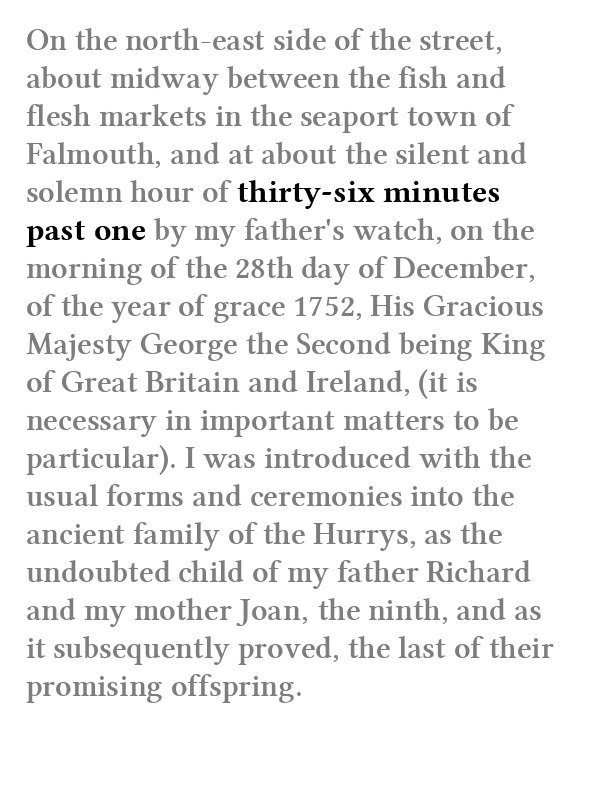 On the north-east side of the street,
about midway between the fish and
flesh markets in the seaport town of
Falmouth, and at about the silent and
solemn hour of thirty-six minutes
past one by my father's watch, on the
morning of the 28th day of December,
of the year of grace 1752, His Gracious
Majesty George the Second being King
of Great Britain and Ireland, (it is
necessary in important matters to be
particular). I was introduced with the
usual forms and ceremonies into the
ancient family of the Hurrys, as the
undoubted child of my father Richard
and my mother Joan, the ninth, and as
it subsequently proved, the last of their
promising offspring.